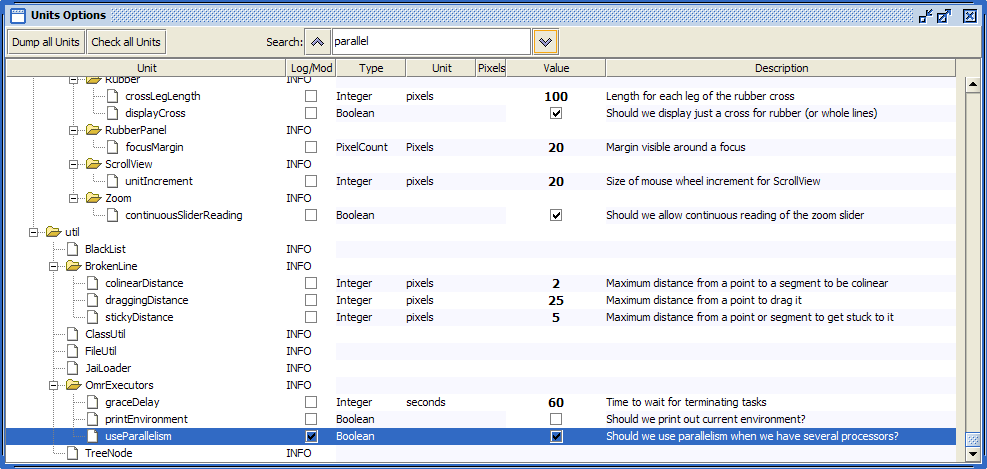 Units Options
Dump all Units Check all Units Search: parallel
Unit Log/Mod Type Unit Pixels Value Description
Rubber INFO
crossLegLength Integer pixels 100 Length for each leg of the rubber cross
displayCross Boolean Should we display just a cross for rubber (or whole lines)
RubberPanel INFO
focusMargin PixelCount Pixels 20 Margin visible around a focus
ScrollView INFO
unitIncrement Integer pixels 20 Size of mouse wheel increment for ScrollView
Zoom INFO
continuousSliderReading Boolean Should we allow continuous reading of the zoom slider
util
BlackList INFO
BrokenLine INFO
colinearDistance Integer pixels 2 Maximum distance from a point to a segment to be colinear
draggingDistance Integer pixels 25 Maximum distance from a point to drag it
stickyDistance Integer pixels 5 Maximum distance from a point or segment to get stuck to it
ClassUtil INFO
FileUtil INFO
JaiLoader INFO
OmrExecutors INFO
graceDelay Integer seconds 60 Time to wait for terminating tasks
printEnvironment Boolean Should we print out current environment?
useParallelism Boolean Should we use parallelism when we have several processors?
TreeNode INFO